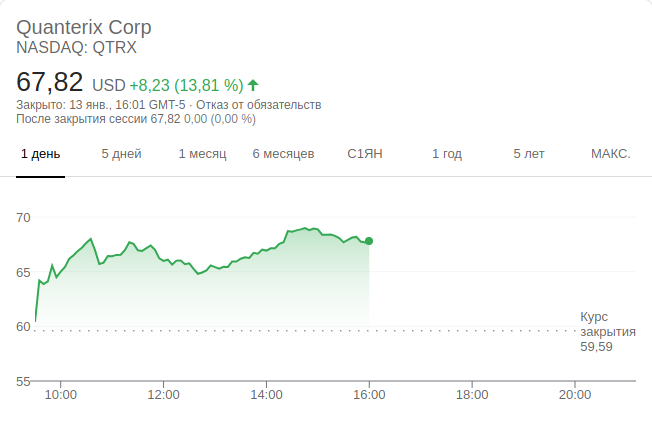 Quanterix Corp
NASDAQ: QTRX
67,82 USD +8,23 (13,81 %)
Закрыто: 13 янв., 16:01 GMT-5 · Отказ от обязательств
После закрытия сессии 67,82 0,00 (0,00 %)
1 день 5 дней 1 месяц 6 месяцев С1ЯН 1 год 5 лет МАКС.
70
65
60
55
Курс
закрытия
59,59
10:00 12:00 14:00 16:00 18:00 20:00